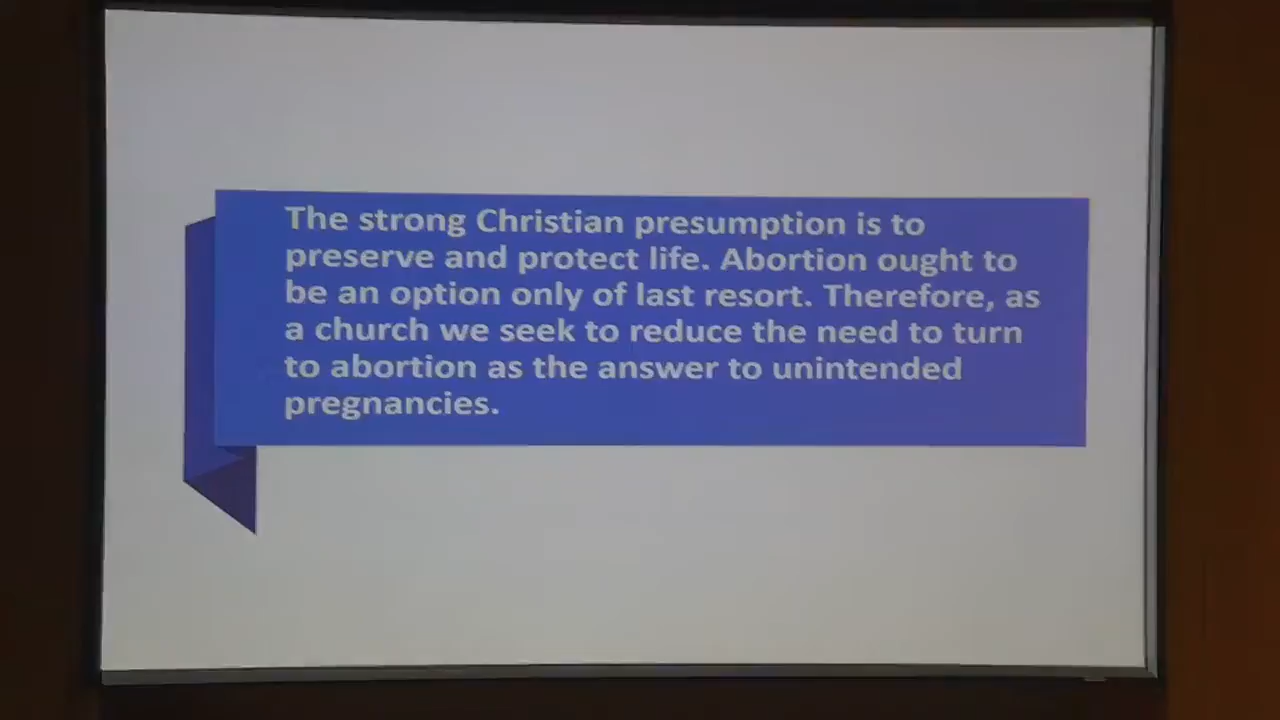 The strong Christian presumption is to
preserve and protect life. Abortion ought to
be an option only of last resort. Therefore, as
a church we seek to reduce the need to turn
to abortion as the answer to unintended
pregnancies.